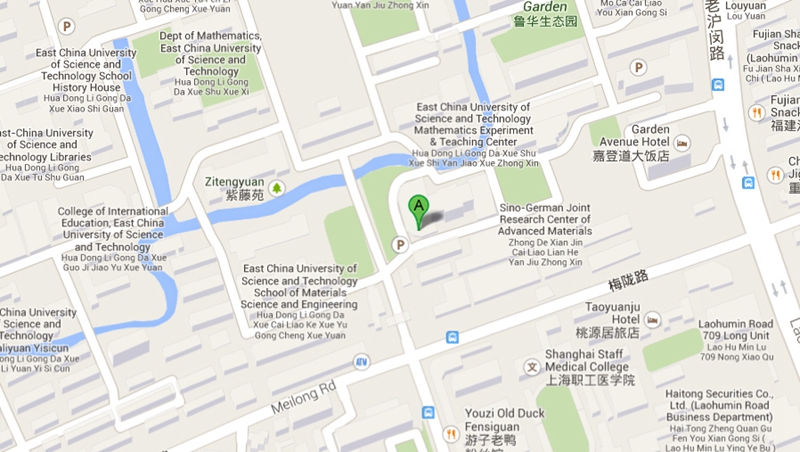 Gong Cheng Xue Yuan
P
East China University
of Science and
Technology School
History House
Hua Dong Li Gong Da
Xue Xiao Shi Guan
Dept of Mathematics,
East China University
of Science and
Technology
Hua Dong Li Gong
Da Xue Shu Xue Xi
Yuan Yan Jiu Zhong Xin
Garden
鲁华生态园
Mo Ca Cai Liao
You Xian Gong Si
P
老沪闵路
Louyuan
Lou Yuan
Fujian Sha
Snack
(Laohumin
Fu Jian Sha Xi
Chi (Lao Hu M
Fujian
Snack
福建沙
East China University of
Science and Technology
Mathematics Experiment
& Teaching Center
Hua Dong Li Gong Da Xue Shu
Xue Shi Yan Jiao Xue Zhong Xin
Garden
Avenue Hotel
嘉登道大饭店
ast-China University
Science and
echnology Libraries
Da Xue Tu Shu Guan
Zitengyuan
紫藤苑
A
P
College of International
Education, East China
University of Science
and Technology
Hua Dong Li Gong Da Xue
Guo Ji Jiao Yu Xue Yuan
Sino-German Joint
Research Center of
Advanced Materials
Zhong De Xian Jin
Cai Liao Lian He
Yan Jiu Zhong Xin
East China University of
Science and Technology
School of Materials
Science and Engineering
Hua Dong Li Gong Da
Xue Cai Liao Ke Xue Yu
Gong Cheng Xue Yuan
梅陇路
China University
f Science and
Technology
aliyuan Yisicun
ong Li Gong Da Xue
Li Yuan Yi Si Cun
Taoyuanju
Hotel
桃源居旅店
Laohumin Road
709 Long Unit
Lao Hu Min Lu
709 Nong Xiao Qu
ATM
文
Shanghai Staff
Medical College
上海职工医学院
Meilong Rd
Youzi Old Duck
Fensiguan
游子老鸭
粉丝馆
Haitong Securities Co.,
Ltd. (Laohumin Road
Business Department)
Hai Tong Zheng Quan Gu
Fen You Xian Gong Si (
Lao Hu Min Lu Ying Ye Bu )